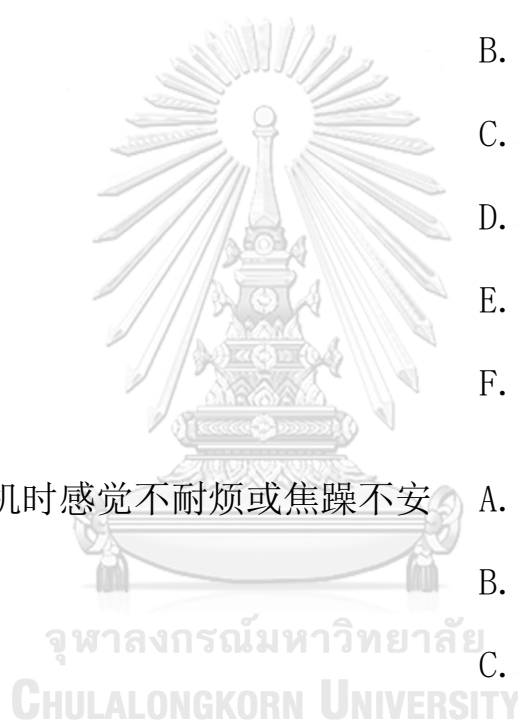 B.
C.
D.
E.
F.
机时感觉不耐烦或焦躁不安 A.
B.
จุฬาลงกรณ์มหาวิทยาลัย
C.
CHULALONGKORN UNIVERSITY